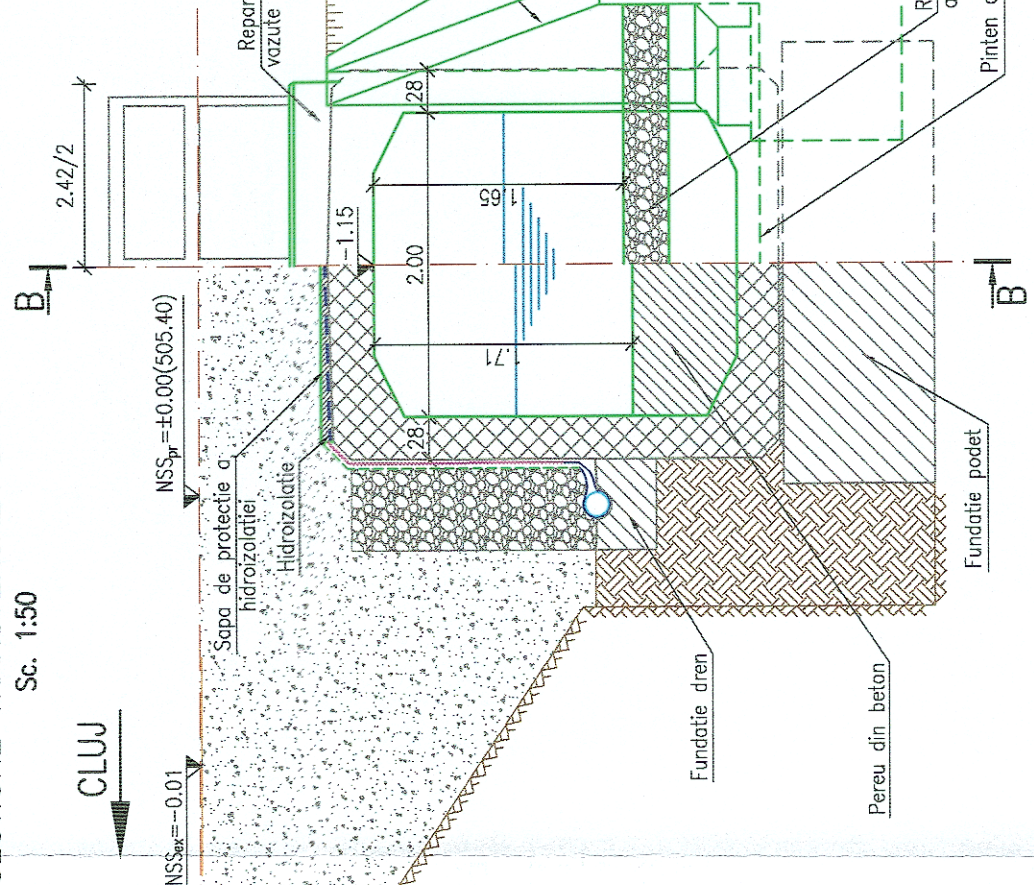 Sc. 1:50
CLUJ
B
2.42/2
Repar
vazute
NSSex=-0.01
NSSpr=±0.00(505.40)
Sapa de protectie a
hidroizolatiei
Hidroizolatie
-1.15
28
1.65
2.00
1.71
28
Pinten
Fundatie dren
Pereu din beton
Fundatie podet
B